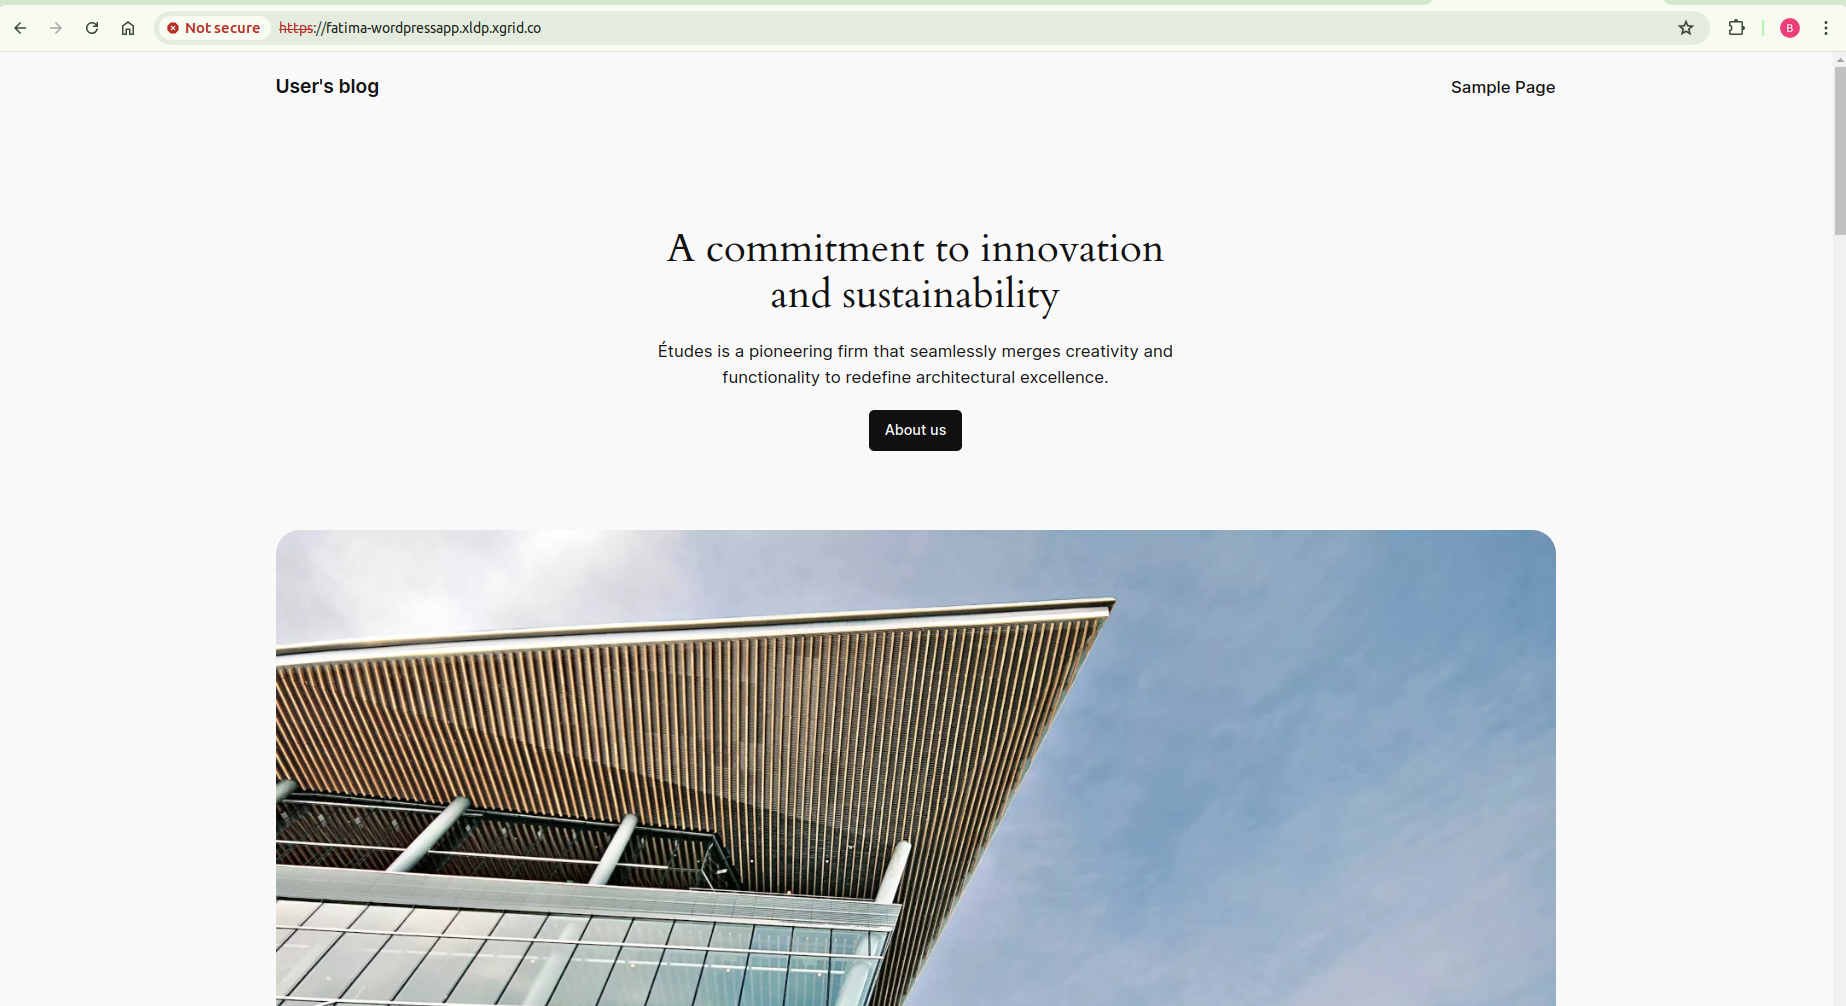 Not secure https://fatima-wordpressapp.xldp.xgrid.co
B
User's blog
Sample Page
A commitment to innovation
and sustainability
Études is a pioneering firm that seamlessly merges creativity and
functionality to redefine architectural excellence.
About us